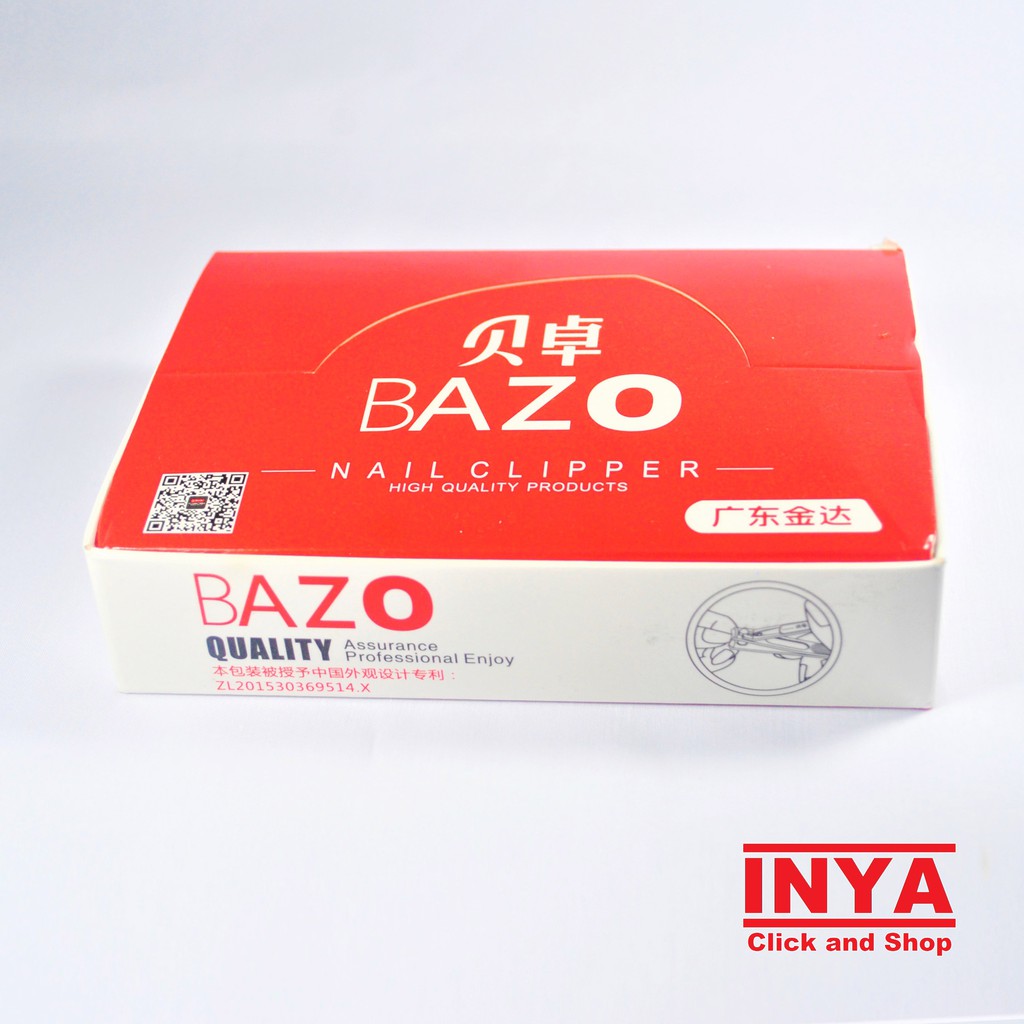 贝卓
BAZO
NAIL CLIPPER
HIGH QUALITY PRODUCTS
广东金达
BAZO
QUALITY Assurance
Professional Enjoy
本包装被授予中国外观设计专利：
ZL201530369514.X
INYA
Click and Shop